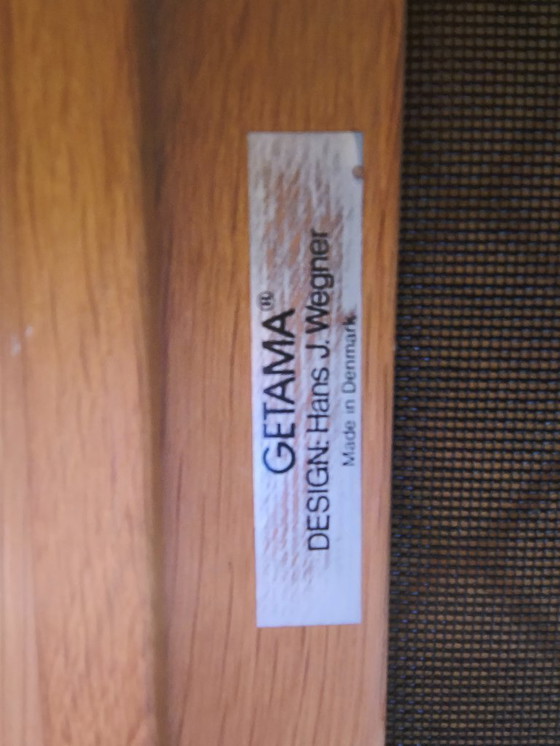 GETAMA®
DESIGN: Hans J. Wegner
Made in Denmark